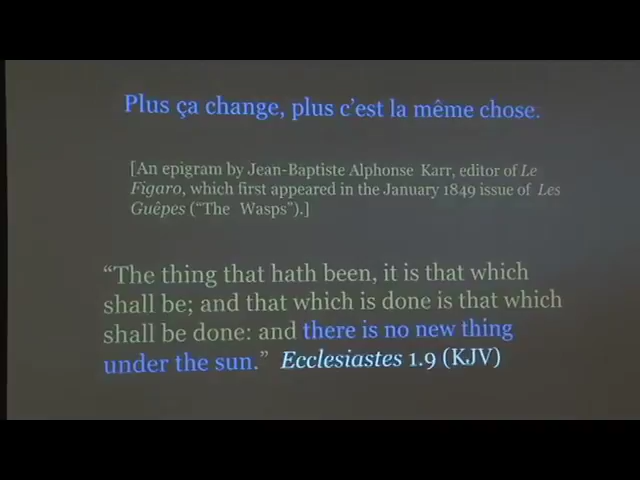 Plus ça change, plus c'est la même chose.
[An epigram by Jean-Baptiste Alphonse Karr, editor of Le
Figaro, which first appeared in the January 1849 issue of Les
Guêpes ("The Wasps").]
“The thing that hath been, it is that which
shall be; and that which is done is that which
shall be done: and there is no new thing
under the sun.” Ecclesiastes 1.9 (KJV)